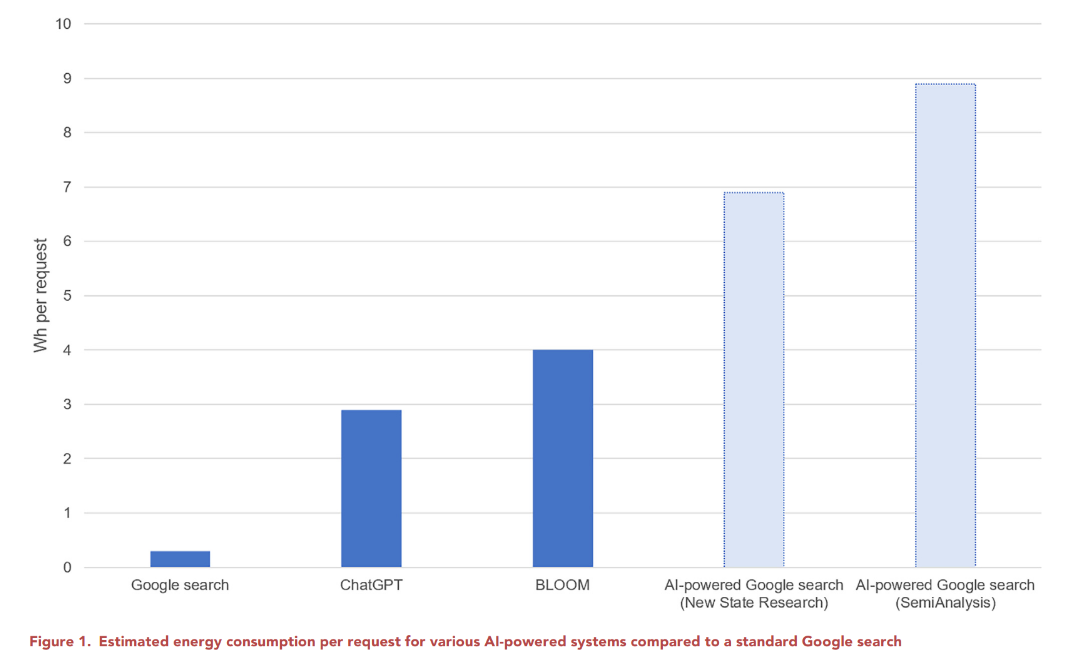 10
9
8
7
6
5
4
3
2
1
0
Wh per request
Google search
ChatGPT
BLOOM
AI-powered Google search
(New State Research)
AI-powered Google search
(SemiAnalysis)
Figure 1. Estimated energy consumption per request for various AI-powered systems compared to a standard Google search